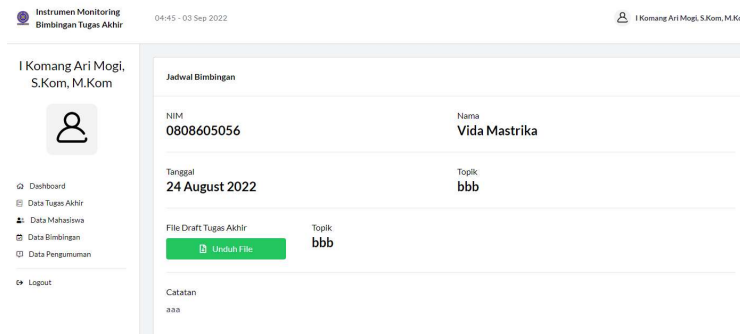 Instrumen Monitoring
Bimbingan Tugas Akhir
04:45 - 03 Sep 2022
I Komang Ari Mogi, S.Kom, M.Ko
I Komang Ari Mogi,
S.Kom, M.Kom
Dashboard
Data Tugas Akhir
Data Mahasiswa
Data Bimbingan
Data Pengumuman
Logout
Jadwal Bimbingan
NIM
0808605056
Nama
Vida Mastrika
Tanggal
24 August 2022
Topik
bbb
File Draft Tugas Akhir
Unduh File
Topik
bbb
Catatan
aaa